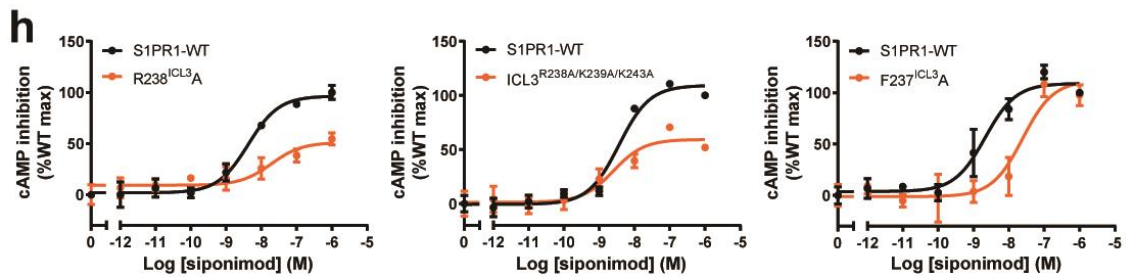 h
150
100
50
0
-50
cAMP inhibition
(%WT max)
S1PR1-WT
R238ICL3A
0 -12 -11 -10 -9 -8 -7 -6 -5
Log [siponimod] (M)
150
100
50
0
-50
cAMP inhibition
(%WT max)
S1PR1-WT
ICL3R238A/K239A/K243A
0 -12 -11 -10 -9 -8 -7 -6 -5
Log [siponimod] (M)
150
100
50
0
-50
cAMP inhibition
(%WT max)
S1PR1-WT
F237ICL3A
0 -12 -11 -10 -9 -8 -7 -6 -5
Log [siponimod] (M)